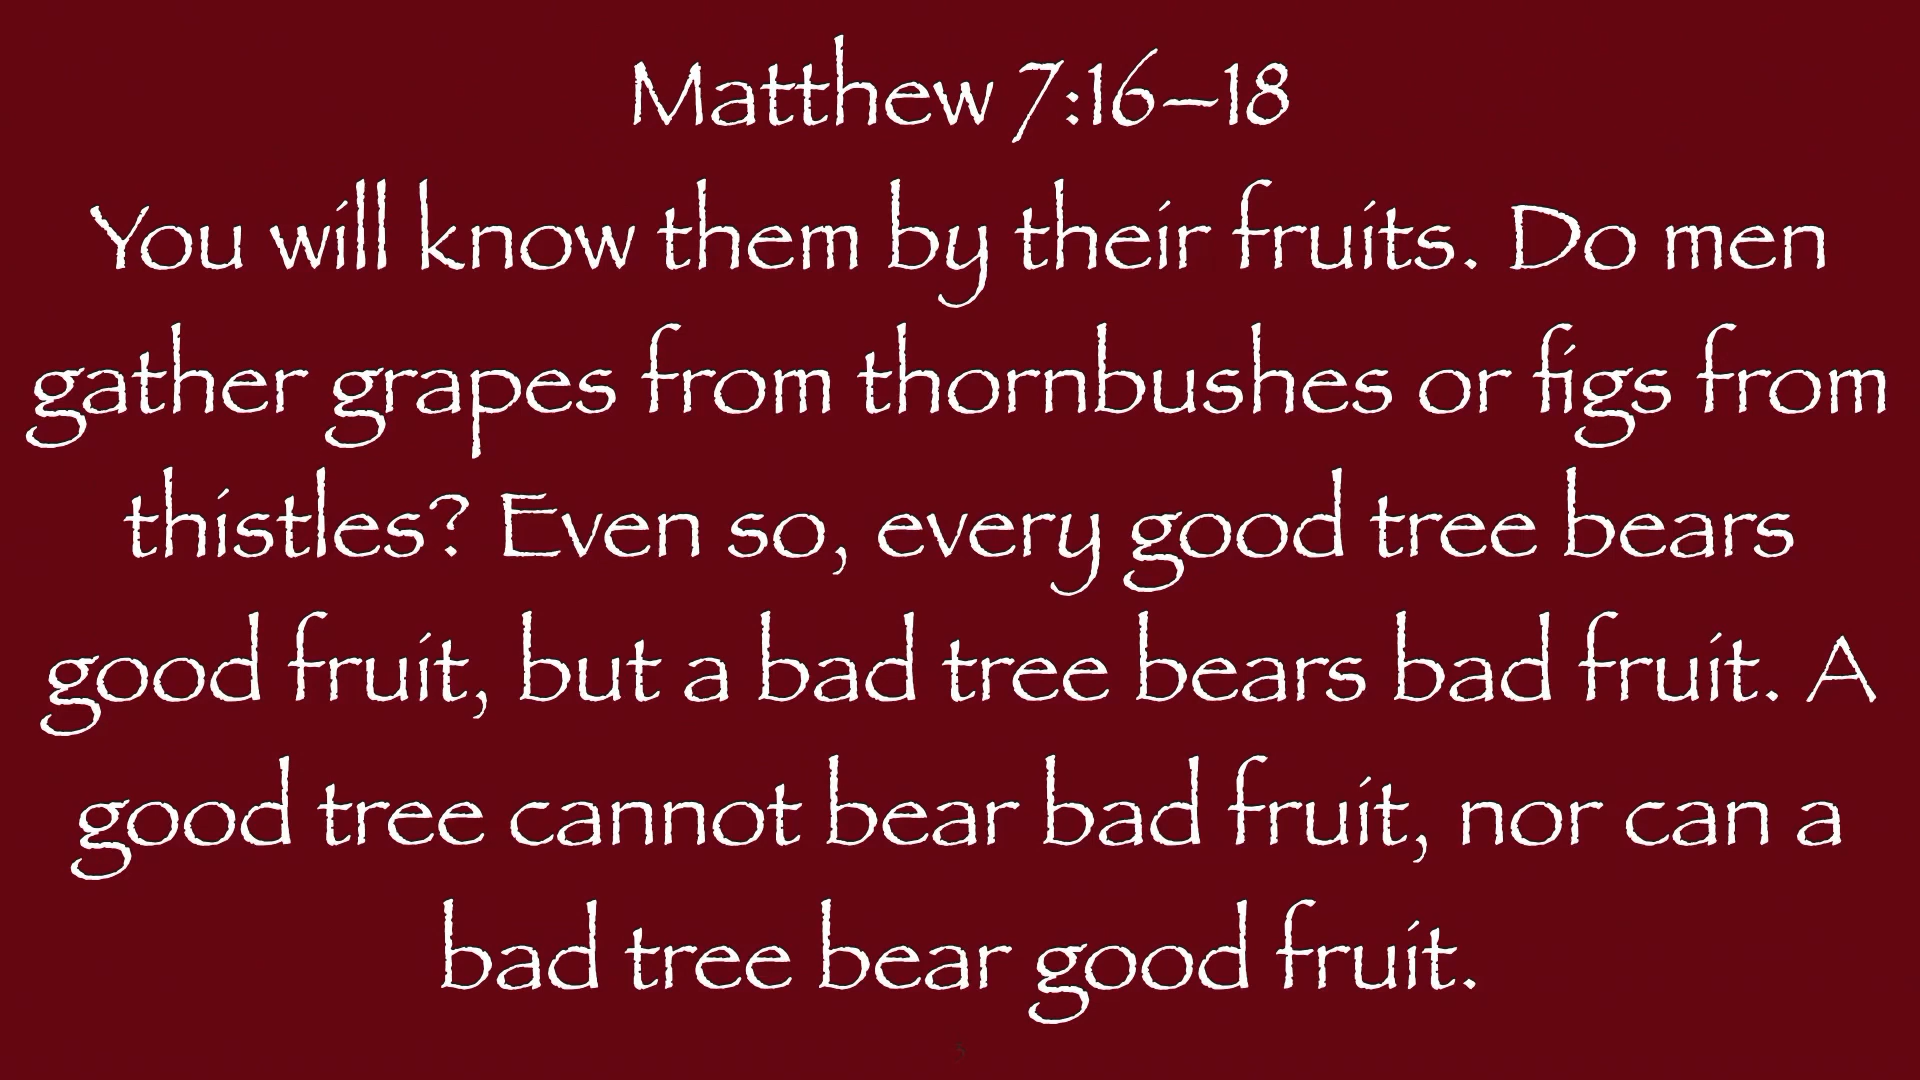 Matthew 7:16–18
You will know them by their fruits. Do men
gather grapes from thornbushes or figs from
thistles? Even so, every good tree bears
good fruit, but a bad tree bears bad fruit. A
good tree cannot bear bad fruit, nor can a
bad tree bear good fruit.
3